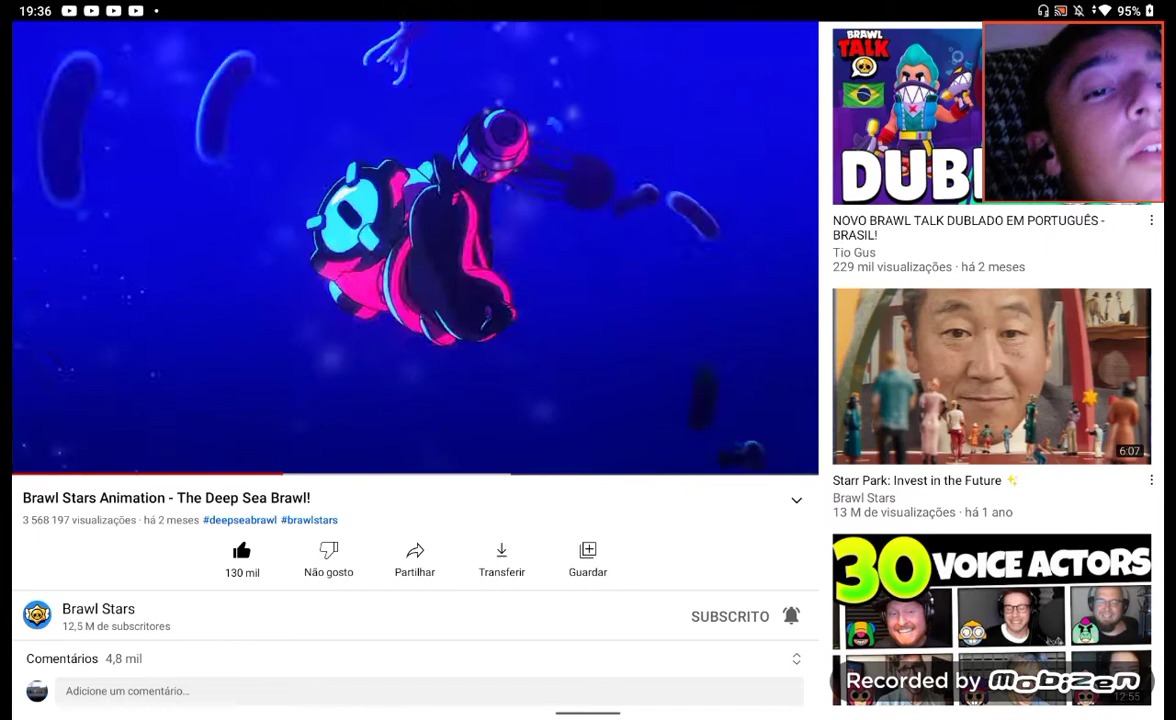 19:36
95%
BRAWL
TALK
DUBL
NOVO BRAWL TALK DUBLADO EM PORTUGUÊS -
BRASIL!
Tio Gus
229 mil visualizações · há 2 meses
6:07
Starr Park: Invest in the Future ✨
Brawl Stars
13 M de visualizações · há 1 ano
30 VOICE ACTORS
Recorded by mobizen
12:55
Brawl Stars Animation - The Deep Sea Brawl!
3 568 197 visualizações · há 2 meses #deepseabrawl #brawlstars
130 mil
Não gosto
Partilhar
Transferir
Guardar
Brawl Stars
12,5 M de subscritores
SUBSCRITO
Comentários 4,8 mil
Adicione um comentário...